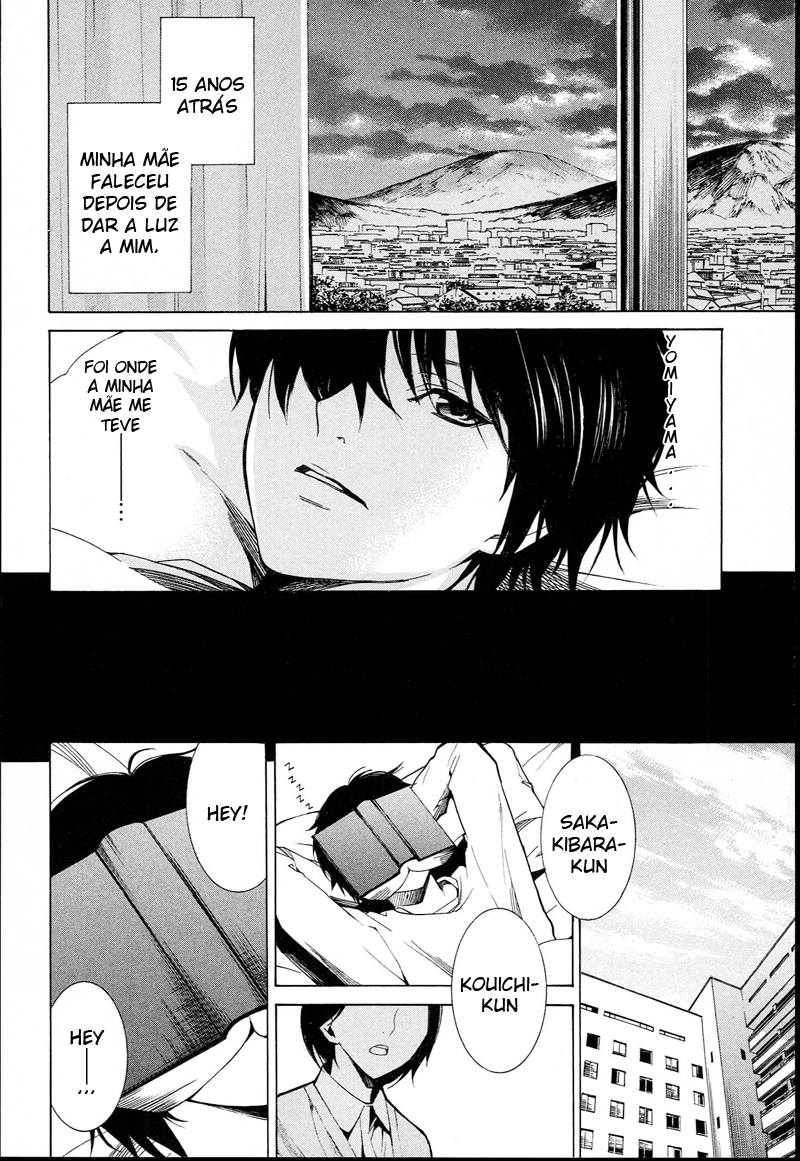 15 ANOS
ATRÁS
MINHA MÃE
FALECEU
DEPOIS DE
DAR A LUZ
A MIM.
YOMIYAMA...
FOI ONDE
A MINHA
MÃE ME
TEVE
—...
SAKA-
KIBARA-
KUN
ZZZZ
KOUICHI-
KUN
HEY!
HEY
—...